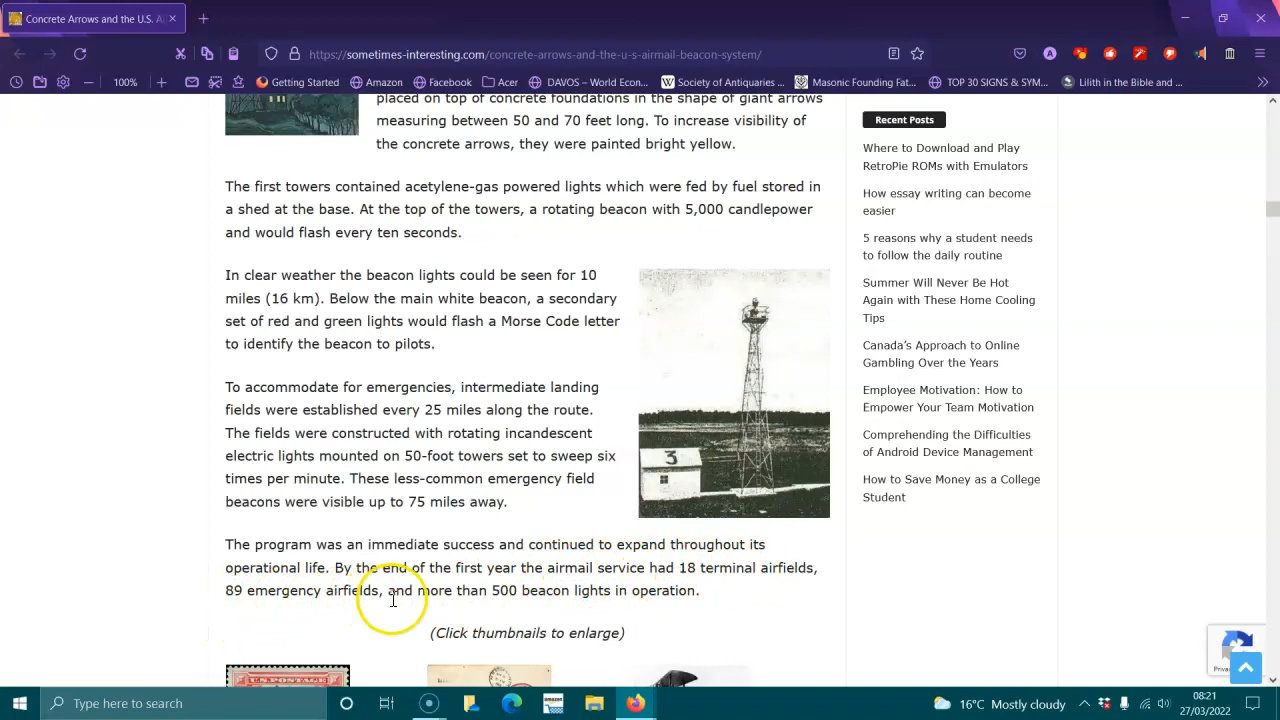 Concrete Arrows and the U.S. A
https://sometimes-interesting.com/concrete-arrows-and-the-u-s-airmail-beacon-system/
100%
Getting Started
Amazon
Facebook
Acer
DAVOS – World Econ...
Society of Antiquaries ...
Masonic Founding Fat...
TOP 30 SIGNS & SYM...
Lilith in the Bible and ...
placed on top of concrete foundations in the shape of giant arrows
measuring between 50 and 70 feet long. To increase visibility of
the concrete arrows, they were painted bright yellow.
The first towers contained acetylene-gas powered lights which were fed by fuel stored in
a shed at the base. At the top of the towers, a rotating beacon with 5,000 candlepower
and would flash every ten seconds.
In clear weather the beacon lights could be seen for 10
miles (16 km). Below the main white beacon, a secondary
set of red and green lights would flash a Morse Code letter
to identify the beacon to pilots.
To accommodate for emergencies, intermediate landing
fields were established every 25 miles along the route.
The fields were constructed with rotating incandescent
electric lights mounted on 50-foot towers set to sweep six
times per minute. These less-common emergency field
beacons were visible up to 75 miles away.
3
The program was an immediate success and continued to expand throughout its
operational life. By the end of the first year the airmail service had 18 terminal airfields,
89 emergency airfields, and more than 500 beacon lights in operation.
(Click thumbnails to enlarge)
U.S. POSTAGE
Recent Posts
Where to Download and Play
RetroPie ROMs with Emulators
How essay writing can become
easier
5 reasons why a student needs
to follow the daily routine
Summer Will Never Be Hot
Again with These Home Cooling
Tips
Canada's Approach to Online
Gambling Over the Years
Employee Motivation: How to
Empower Your Team Motivation
Comprehending the Difficulties
of Android Device Management
How to Save Money as a College
Student
Type here to search
amazon
16°C Mostly cloudy
08:21
27/03/2022